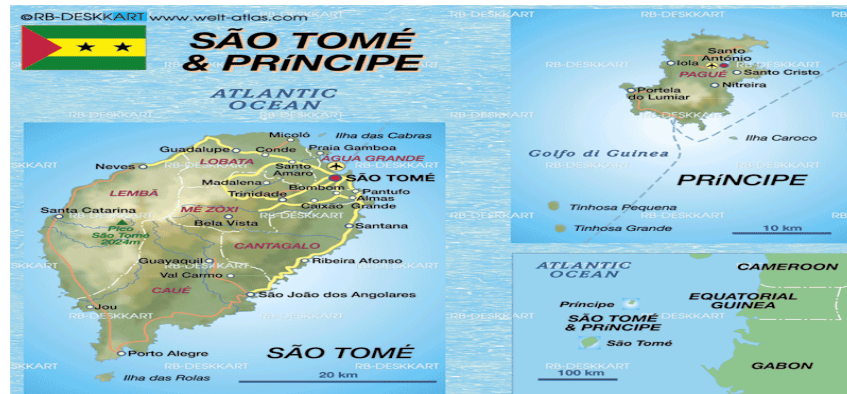 ©RB-DESKKART www.welt-atlas.com
SÃO TOMÉ
& PRíNCIPE
ATLANTIC
OCEAN
Micoló
Ilha das Cabras
Guadalupe
Conde
Praia Gamboa
LOBATA
ÁGUA GRANDE
Neves
Santo
Amaro
SÃO TOMÉ
Madalena
Bombom
LEMBÁ
Trinidade
Pantufo
Almas
MÉ ZÓXI
Caixão Grande
Santa Catarina
Bela Vista
Santana
Pico
São Tomé
2024m
CANTAGALO
Guayaquil
Ribeira Afonso
Val Carmo
CAUÉ
São João dos Angolares
Jou
Porto Alegre
SÃO TOMÉ
Ilha das Rolas
20 km
Santo
António
Iola
PAGUÉ
Santo Cristo
Nitreira
Portela
do Lumiar
Ilha Caroco
Golfo di Guinea
PRíNCIPE
Tinhosa Pequena
Tinhosa Grande
10 km
ATLANTIC
OCEAN
CAMEROON
Príncipe
EQUATORIAL
GUINEA
SÃO TOMÉ
& PRíNCIPE
São Tomé
GABON
100 km